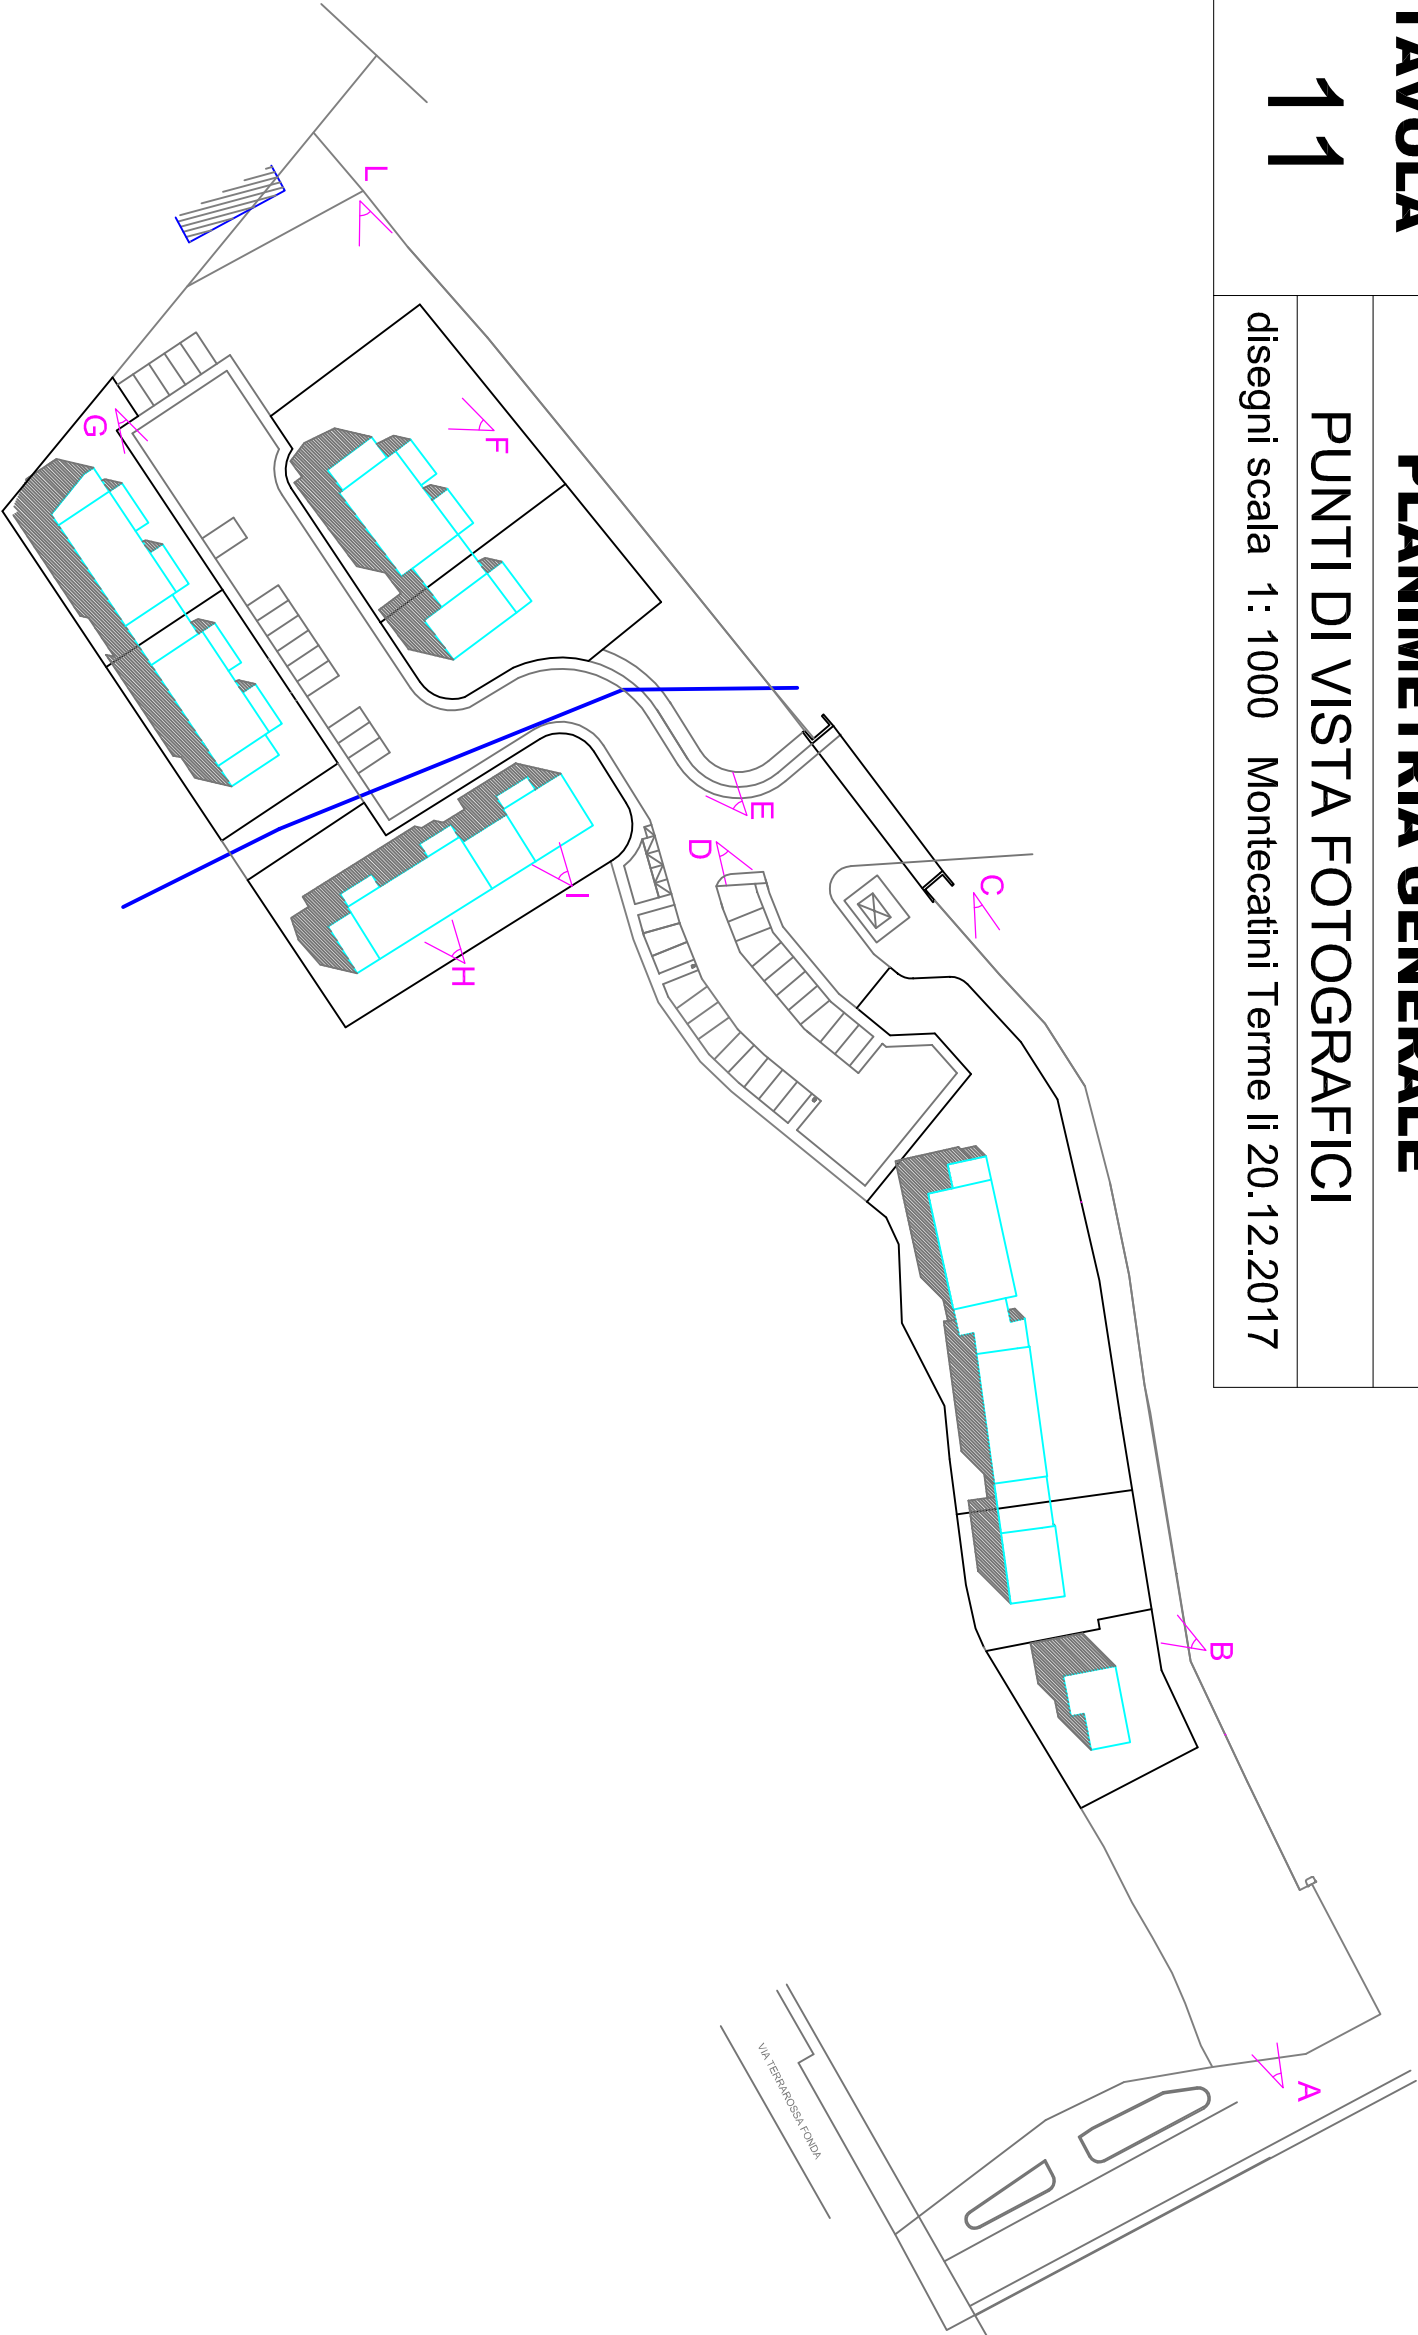 TAVOLA
11
PLANIMETRIA GENERALE
PUNTI DI VISTA FOTOGRAFICI
disegni scala 1: 1000 Montecatini Terme li 20.12.2017
L
G
F
E
D
C
I
H
B
A
VIA TERRAROSSA FONDA